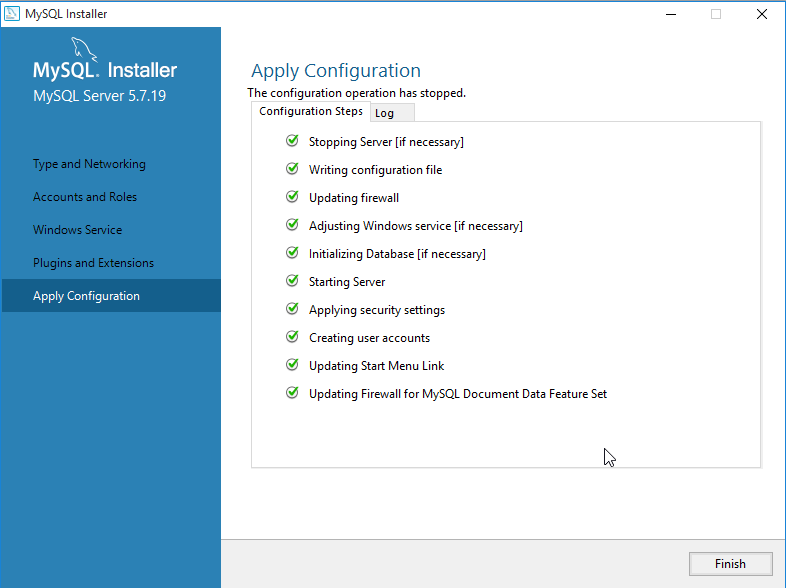 MySQL Installer
MySQL. Installer
MySQL Server 5.7.19
Type and Networking
Accounts and Roles
Windows Service
Plugins and Extensions
Apply Configuration
Apply Configuration
The configuration operation has stopped.
Configuration Steps Log
Stopping Server [if necessary]
Writing configuration file
Updating firewall
Adjusting Windows service [if necessary]
Initializing Database [if necessary]
Starting Server
Applying security settings
Creating user accounts
Updating Start Menu Link
Updating Firewall for MySQL Document Data Feature Set
Finish